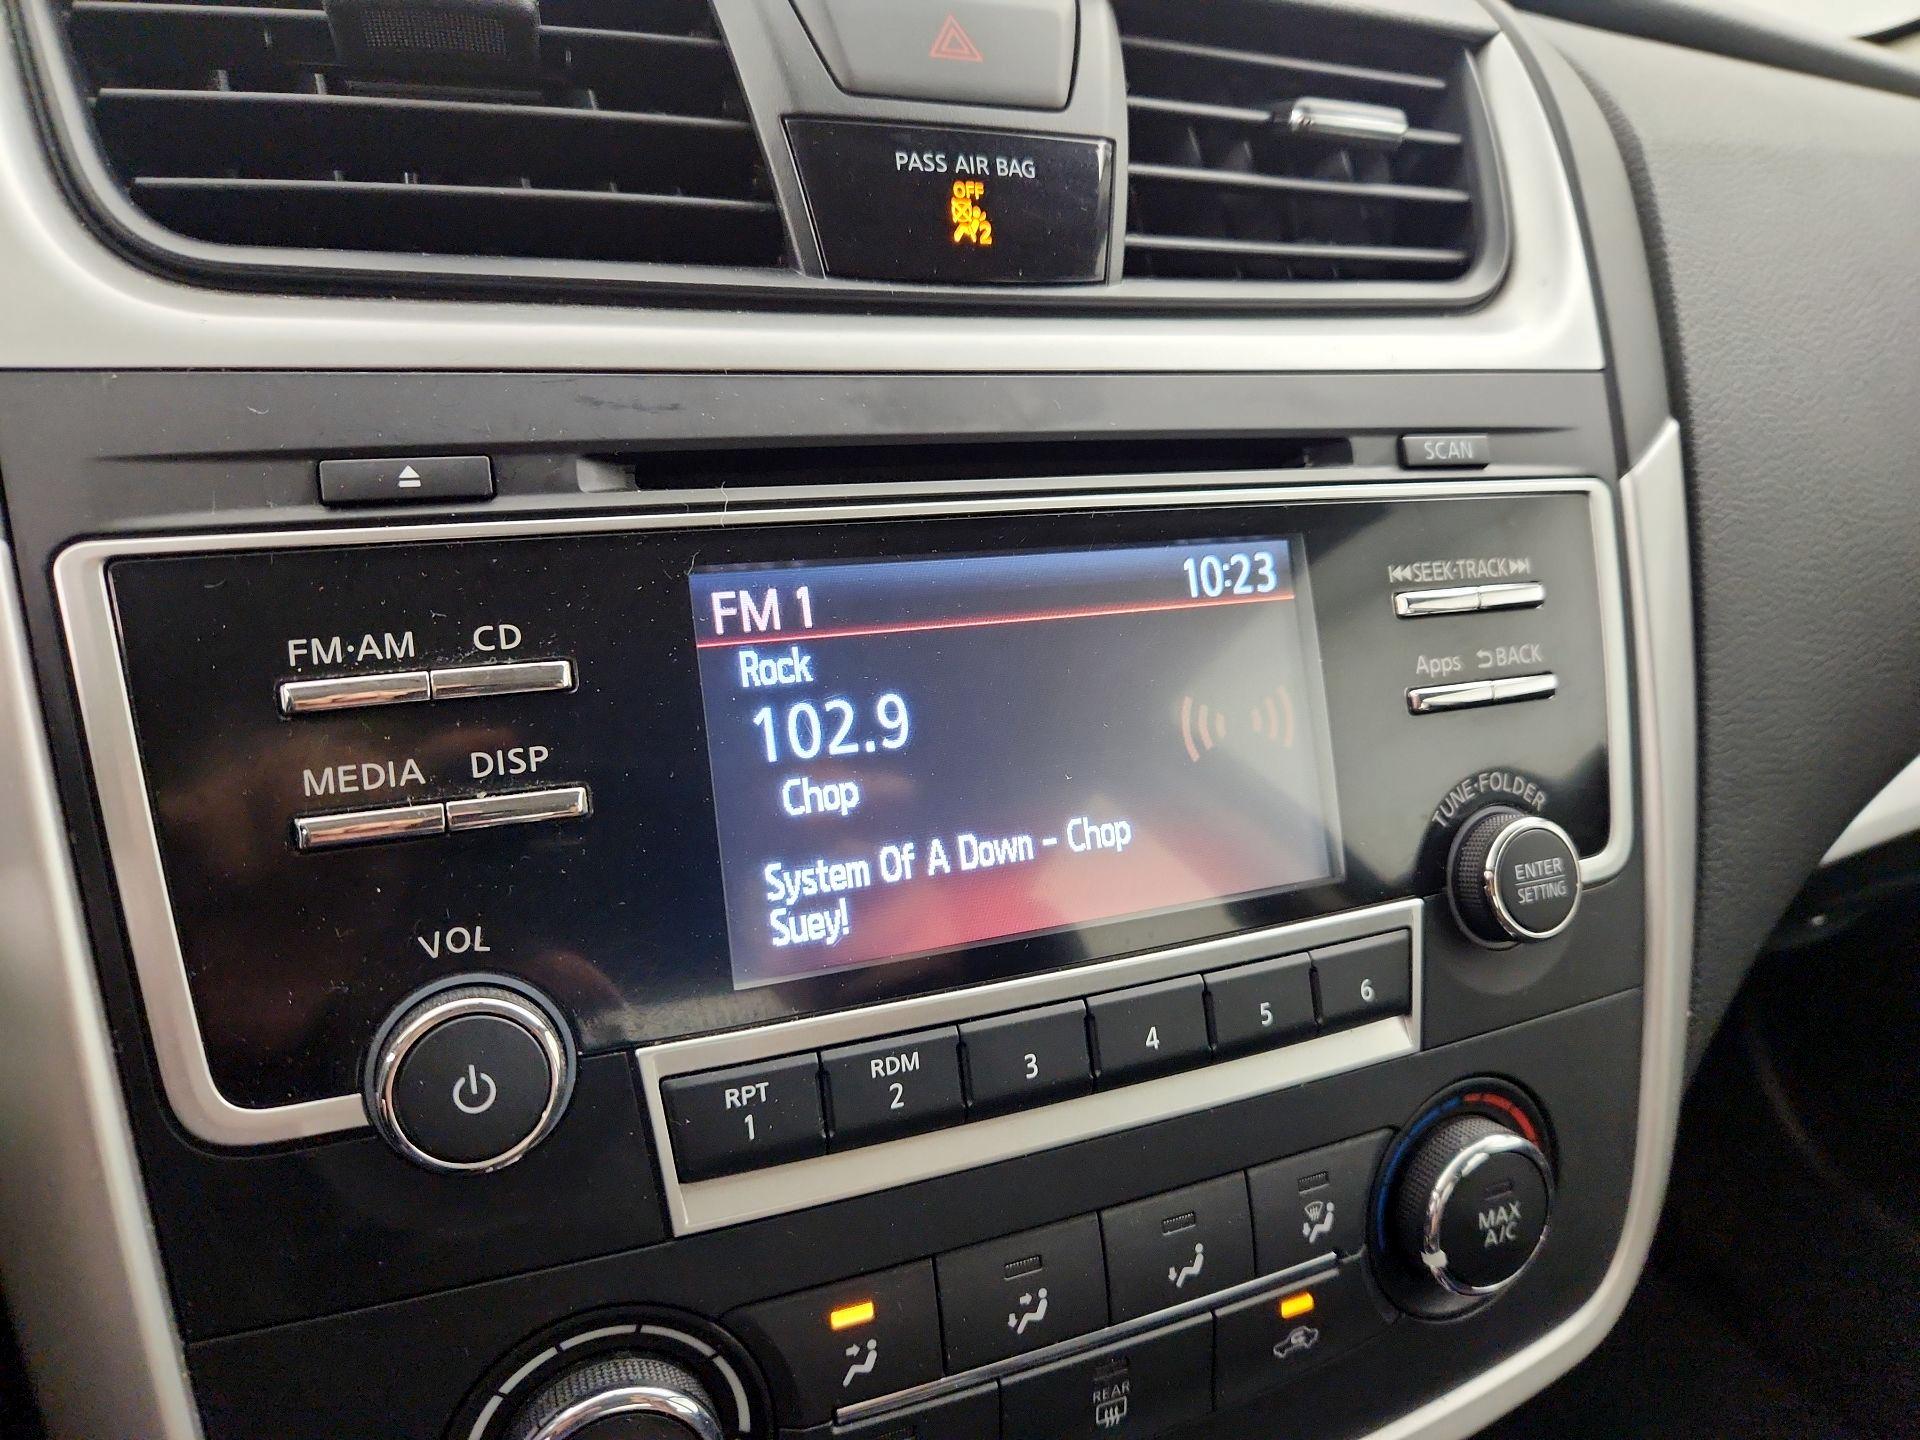 PASS AIR BAG
OFF
2
SCAN
FM·AM CD
MEDIA DISP
VOL
FM 1 10:23
Rock
102.9
Chop
System Of A Down - Chop
Suey!
SEEK·TRACK
Apps BACK
TUNE·FOLDER
ENTER
SETTING
RPT
1
RDM
2
3
4
5
6
MAX
A/C
REAR